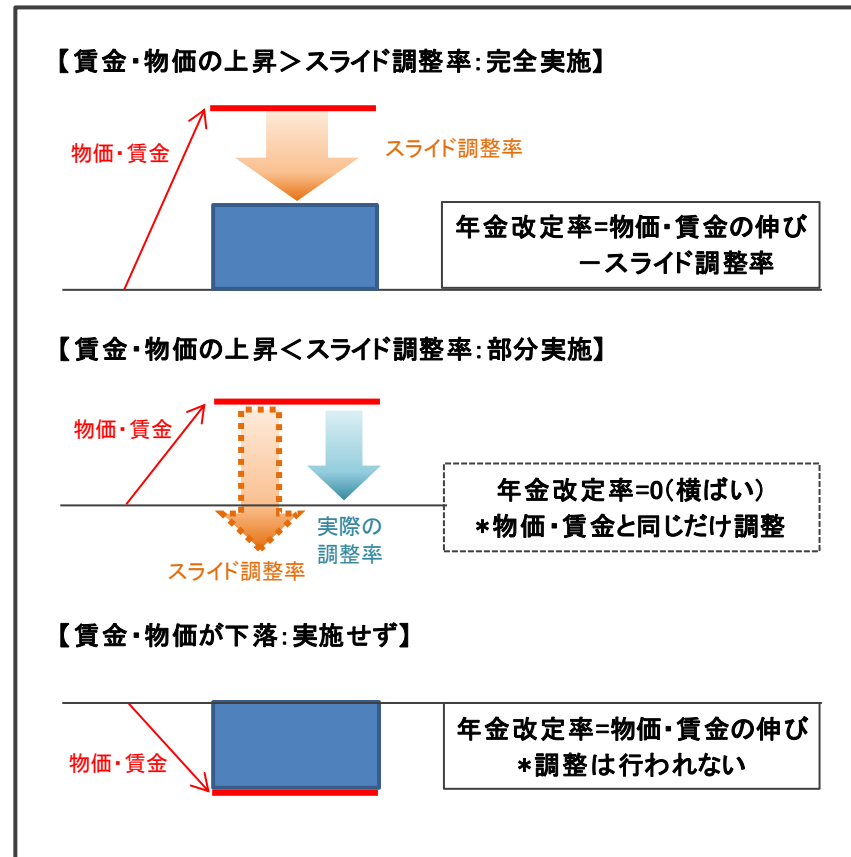 【賃金・物価の上昇＞スライド調整率：完全実施】
物価・賃金
スライド調整率
年金改定率=物価・賃金の伸び
－スライド調整率
【賃金・物価の上昇＜スライド調整率：部分実施】
物価・賃金
年金改定率=0（横ばい）
*物価・賃金と同じだけ調整
実際の
調整率
スライド調整率
【賃金・物価が下落：実施せず】
物価・賃金
年金改定率=物価・賃金の伸び
*調整は行われない